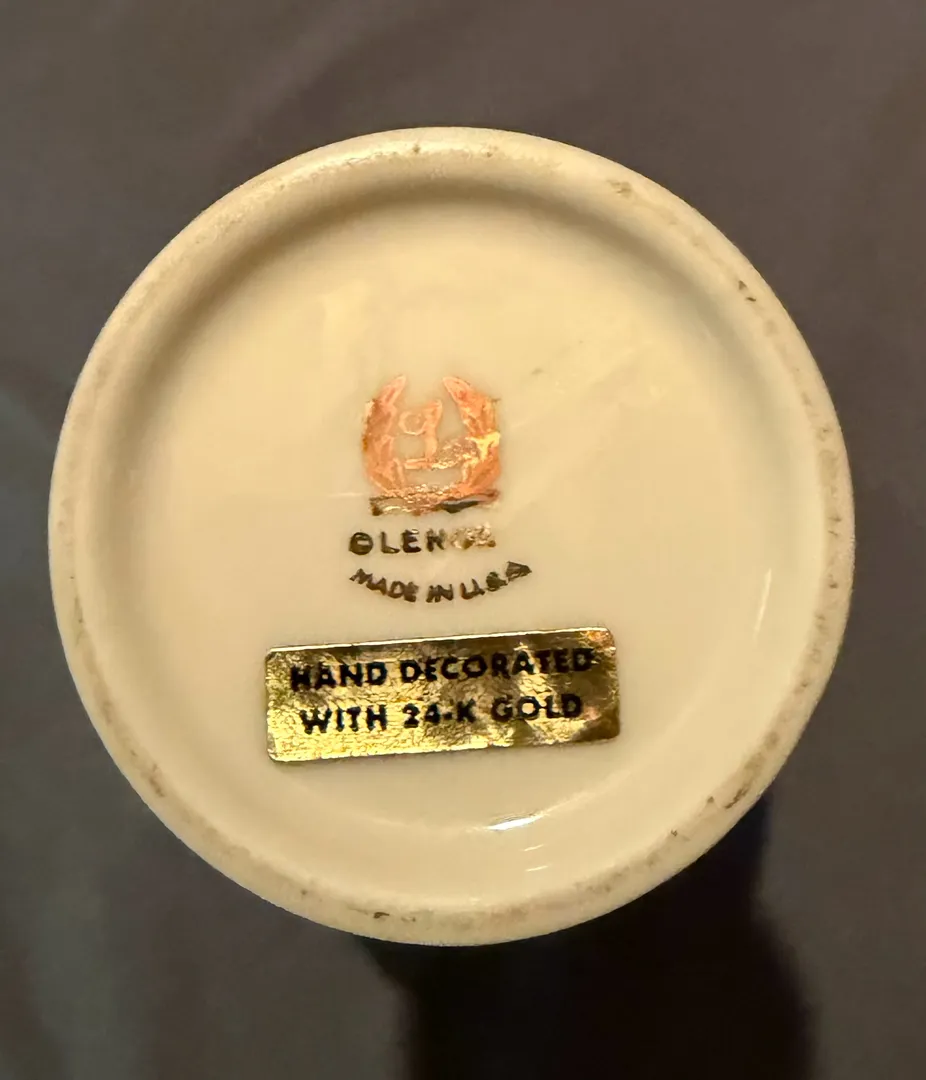 ©LENOX
MADE IN U.S.A
HAND DECORATED
WITH 24-K GOLD